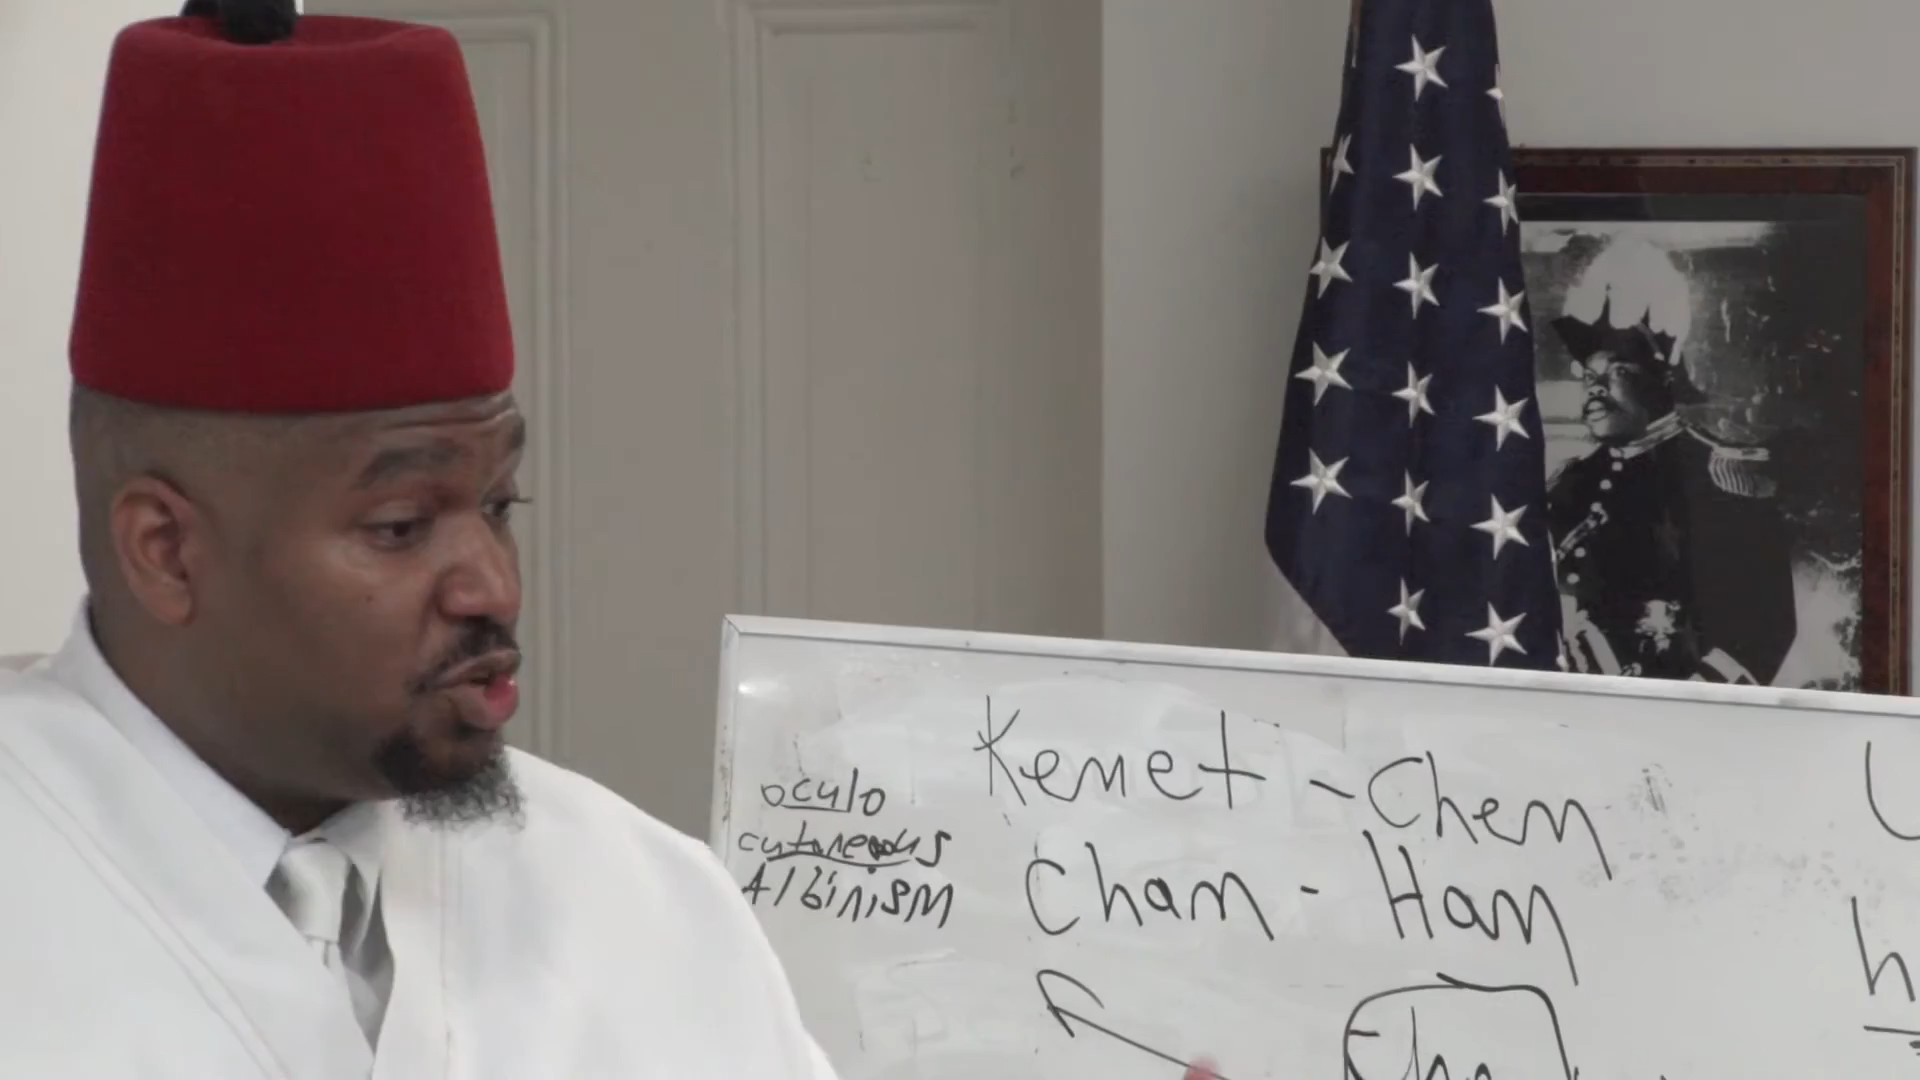 Kemet - Chem
Cham - Ham
oculo
cutaneous
Albinism